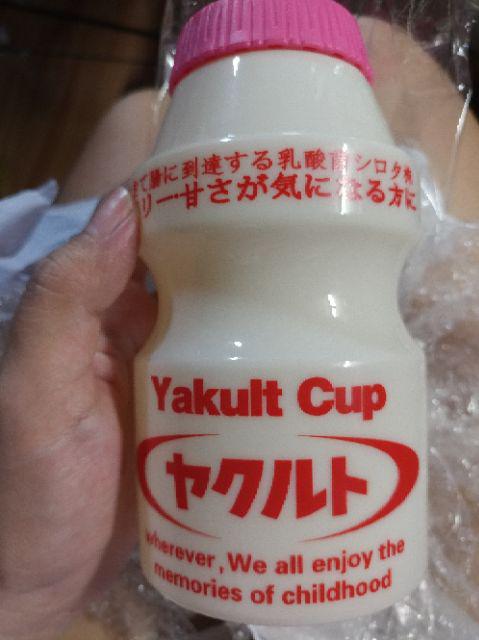 て腸に到達する乳酸菌シロタ株
リー・甘さが気になる方に
Yakult Cup
ヤクルト
wherever,We all enjoy the
memories of childhood